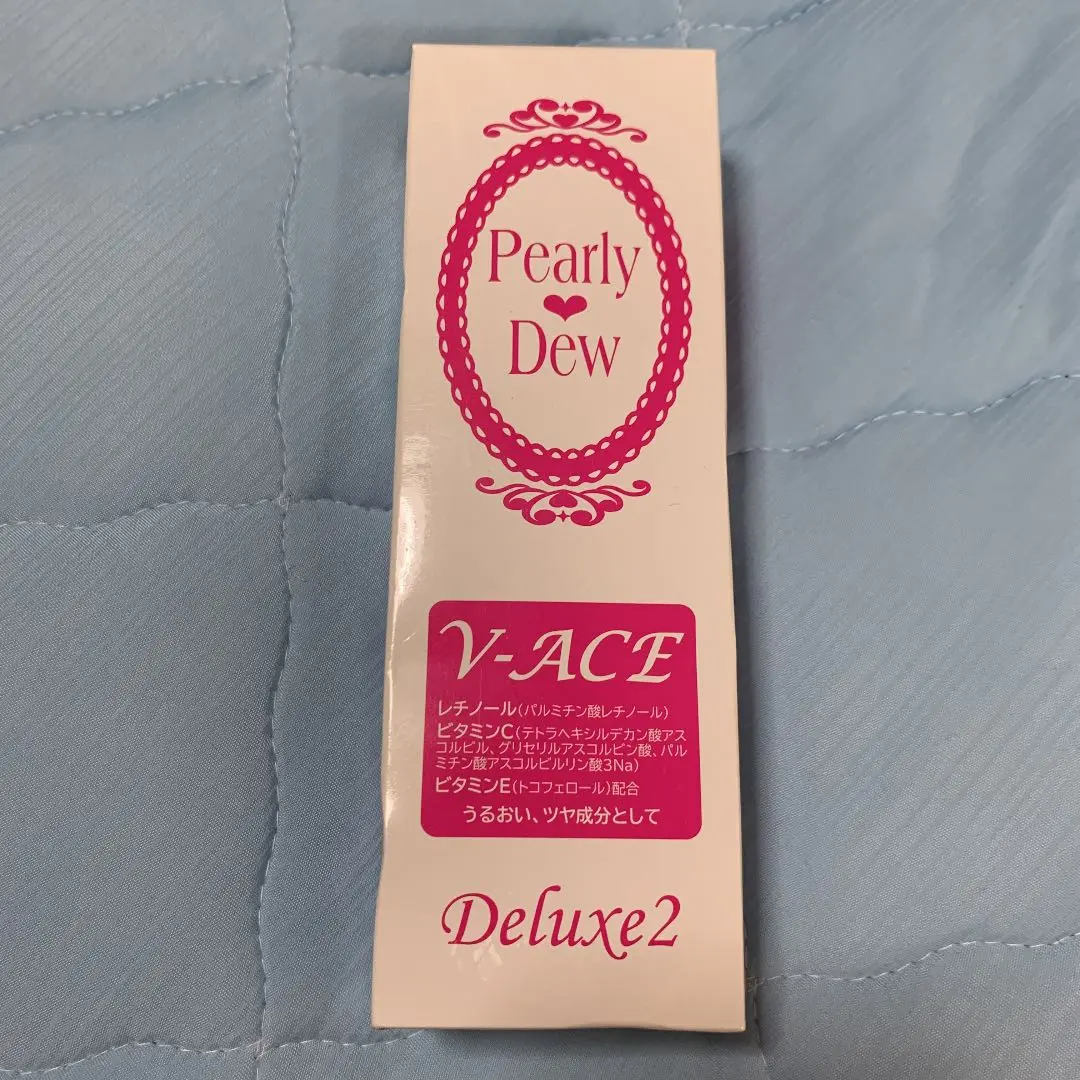 Pearly
❤
Dew
V-ACE
レチノール(パルミチン酸レチノール)
ビタミンC(テトラヘキシルデカン酸アス
コルビル、グリセリルアスコルビン酸、パル
ミチン酸アスコルビルリン酸3Na)
ビタミンE(トコフェロール)配合
うるおい、ツヤ成分として
Deluxe2